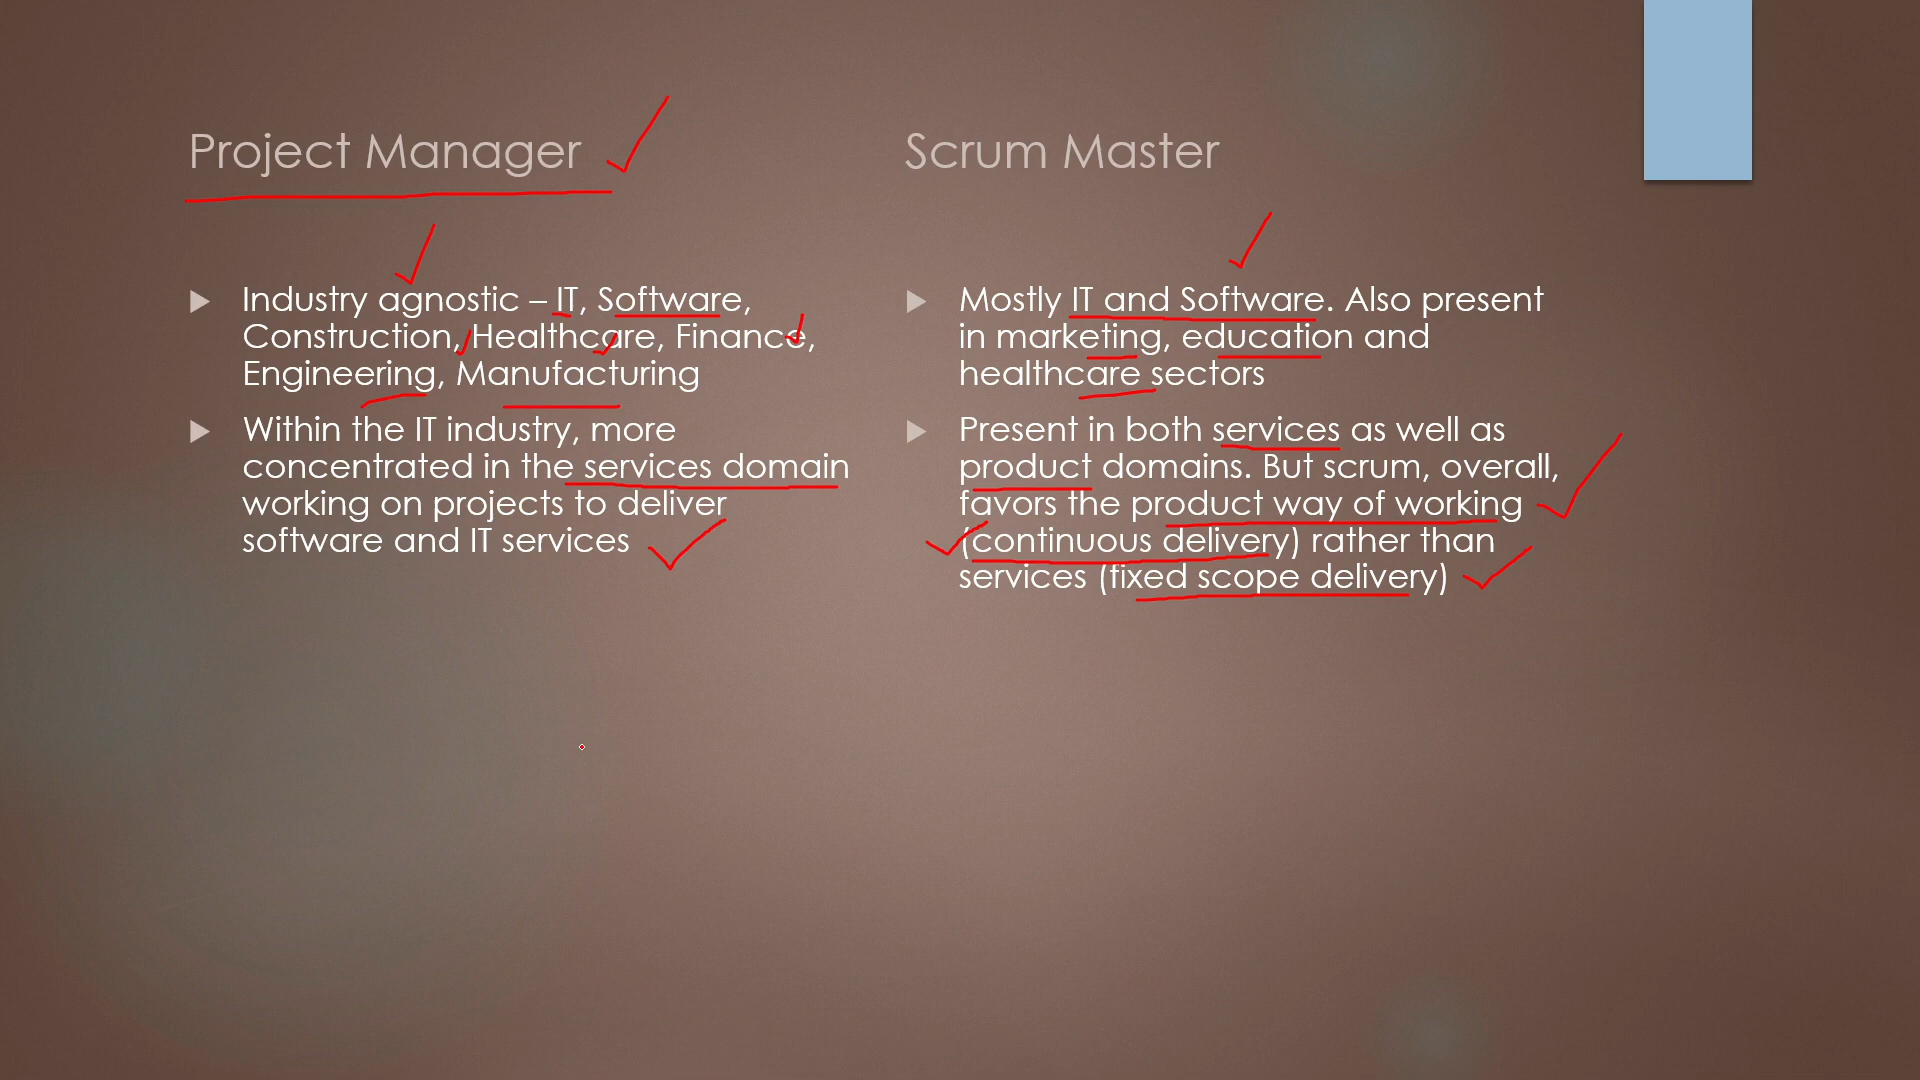 Project Manager
Industry agnostic – IT, Software,
Construction, Healthcare, Finance,
Engineering, Manufacturing
Within the IT industry, more
concentrated in the services domain
working on projects to deliver
software and IT services
Scrum Master
Mostly IT and Software. Also present
in marketing, education and
healthcare sectors
Present in both services as well as
product domains. But scrum, overall,
favors the product way of working
(continuous delivery) rather than
services (fixed scope delivery)